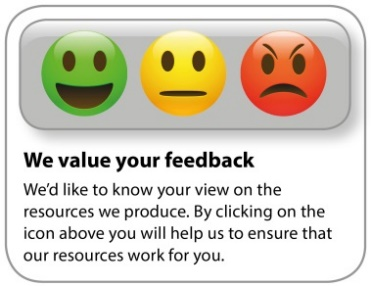 We value your feedback
We’d like to know your view on the
resources we produce. By clicking on the
icon above you will help us to ensure that
our resources work for you.